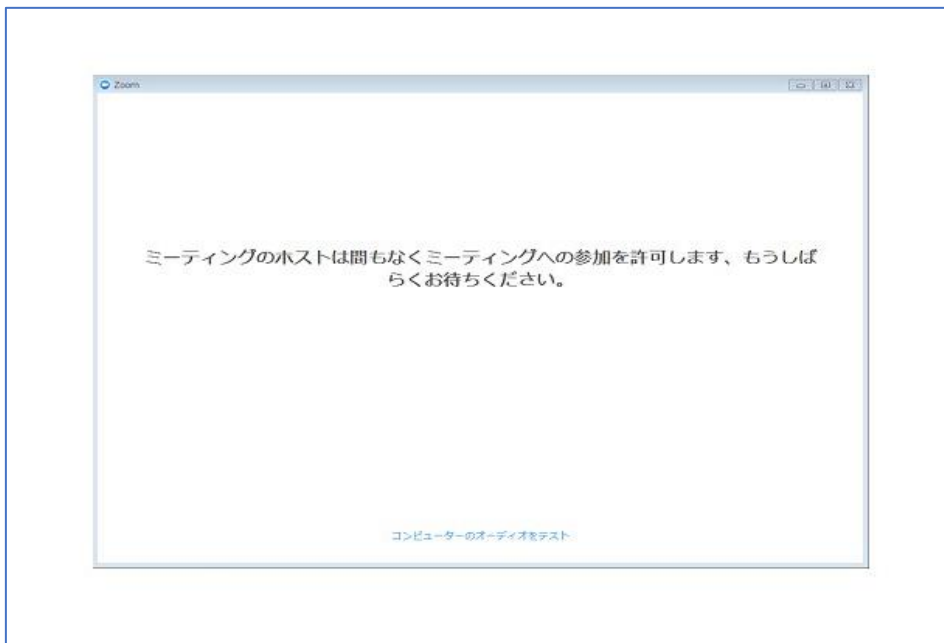 Zoom
ミーティングのホストは間もなくミーティングへの参加を許可します、もうしば
らくお待ちください。
コンピューターのオーディオをテスト